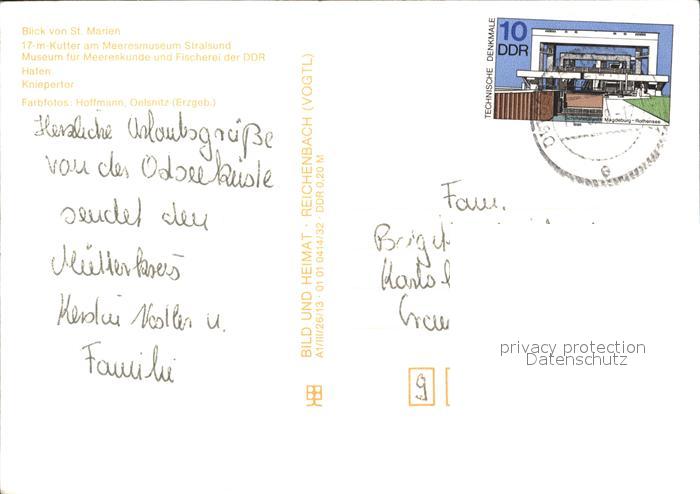 Blick von St. Marien
17-m-Kutter am Meeresmuseum Stralsund
Museum für Meereskunde und Fischerei der DDR
Hafen
Kniepertor
Farbfotos: Hoffmann, Oelsnitz (Erzgeb.)
Herzliche Urlaubsgrüße
von der Ostseeküste
sendet den
Mütterkreis
Kerstin Nadler u.
Familie
BILD UND HEIMAT · REICHENBACH (VOGTL)
A1/III/26/13 · 01 01 0414/32 · DDR 0,20 M
TECHNISCHE DENKMALE
10
DDR
Magdeburg-Rothensee
Fam.
9
privacy protection
Datenschutz